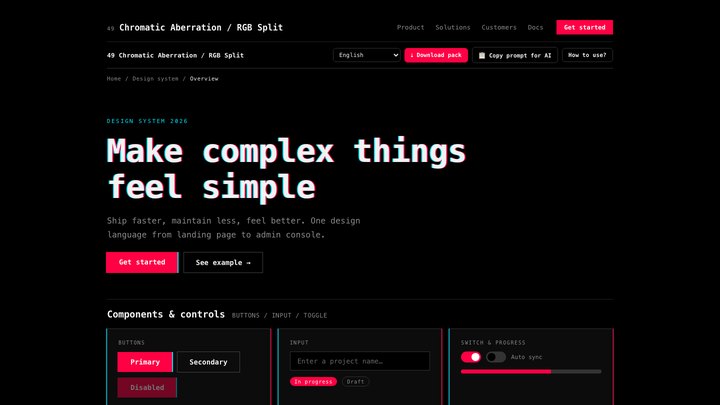 49 Chromatic Aberration / RGB Split
Product Solutions Customers Docs Get started
49 Chromatic Aberration / RGB Split
English ↓ Download pack 📋 Copy prompt for AI How to use?
Home / Design system / Overview
DESIGN SYSTEM 2026
Make complex things
feel simple
Ship faster, maintain less, feel better. One design
language from landing page to admin console.
Get started See example →
Components & controls BUTTONS / INPUT / TOGGLE
BUTTONS
Primary Secondary
Disabled
INPUT
Enter a project name…
In progress Draft
SWITCH & PROGRESS
Auto sync